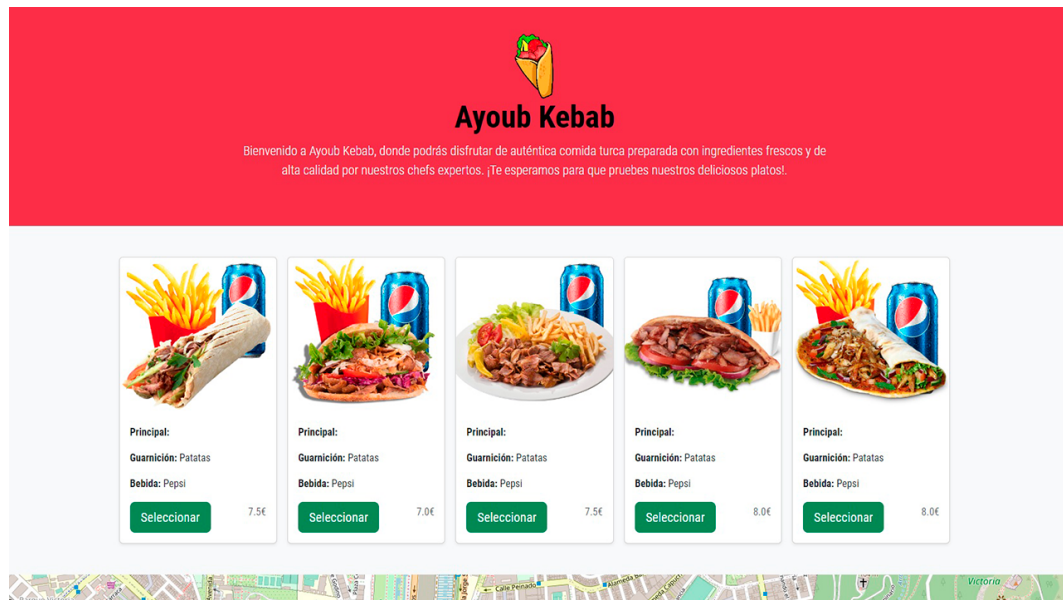 Ayoub Kebab
Bienvenido a Ayoub Kebab, donde podrás disfrutar de auténtica comida turca preparada con ingredientes frescos y de
alta calidad por nuestros chefs expertos. ¡Te esperamos para que pruebes nuestros deliciosos platos!.
Principal:
Guarnición: Patatas
Bebida: Pepsi
Seleccionar 7.5€
Principal:
Guarnición: Patatas
Bebida: Pepsi
Seleccionar 7.0€
Principal:
Guarnición: Patatas
Bebida: Pepsi
Seleccionar 7.5€
Principal:
Guarnición: Patatas
Bebida: Pepsi
Seleccionar 8.0€
Principal:
Guarnición: Patatas
Bebida: Pepsi
Seleccionar 8.0€
Calle Peinado
Victoria